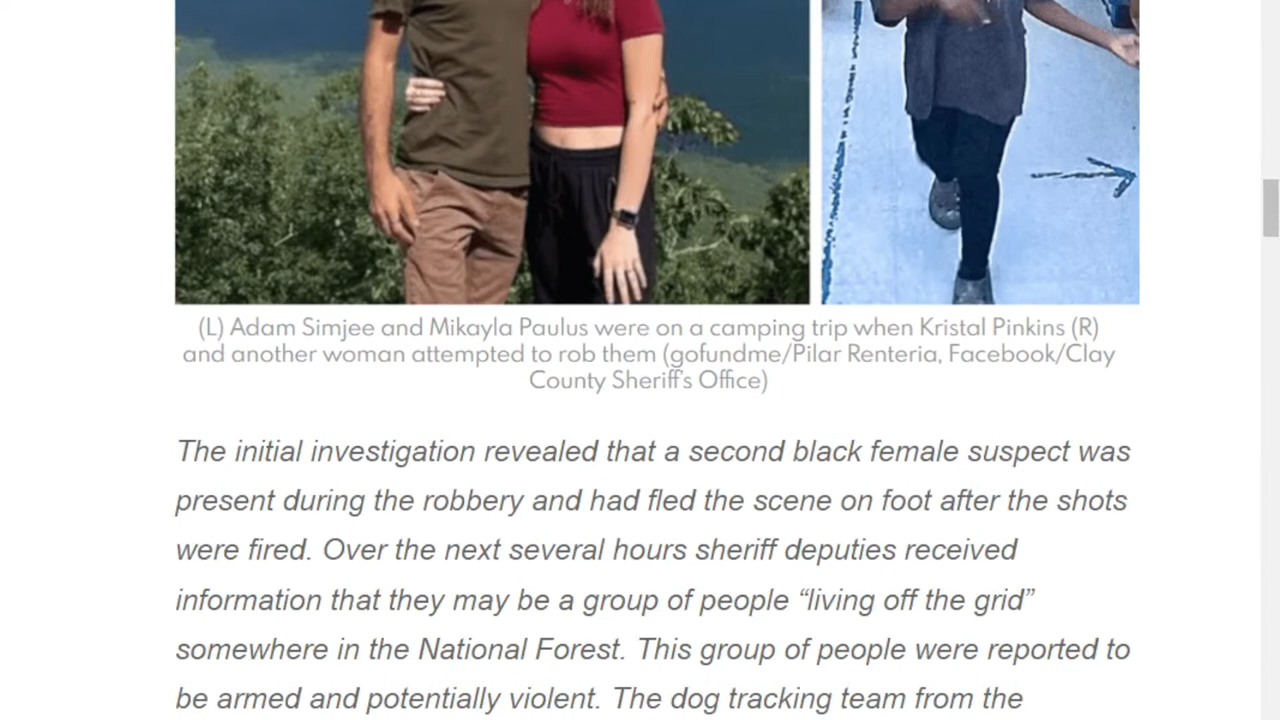 (L) Adam Simjee and Mikayla Paulus were on a camping trip when Kristal Pinkins (R)
and another woman attempted to rob them (gofundme/Pilar Renteria, Facebook/Clay
County Sheriff's Office)
The initial investigation revealed that a second black female suspect was
present during the robbery and had fled the scene on foot after the shots
were fired. Over the next several hours sheriff deputies received
information that they may be a group of people “living off the grid”
somewhere in the National Forest. This group of people were reported to
be armed and potentially violent. The dog tracking team from the